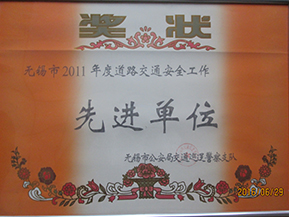 奖状
无锡市2011年度道路交通安全工作
先进单位
无锡市公安局交通巡逻警察支队
2012/06/29